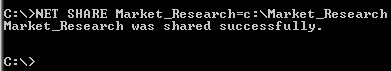 C:\>NET SHARE Market_Research=c:\Market_Research
Market_Research was shared successfully.
C:\>